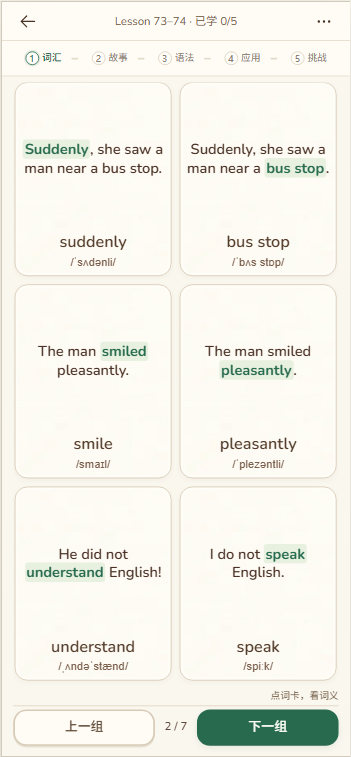 Lesson 73–74 · 已学 0/5
1 词汇 – 2 故事 – 3 语法 – 4 应用 – 5 挑战
Suddenly, she saw a
man near a bus stop.
suddenly
/ˈsʌdənli/
Suddenly, she saw a
man near a bus stop.
bus stop
/ˈbʌs stɒp/
The man smiled
pleasantly.
smile
/smaɪl/
The man smiled
pleasantly.
pleasantly
/ˈplezəntli/
He did not
understand English!
understand
/ˌʌndəˈstænd/
I do not speak
English.
speak
/spiːk/
点词卡，看词义
上一组
2 / 7
下一组